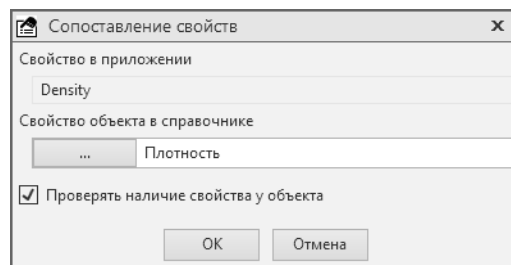 Сопоставление свойств
Свойство в приложении
Density
Свойство объекта в справочнике
... Плотность
Проверять наличие свойства у объекта
OK Отмена